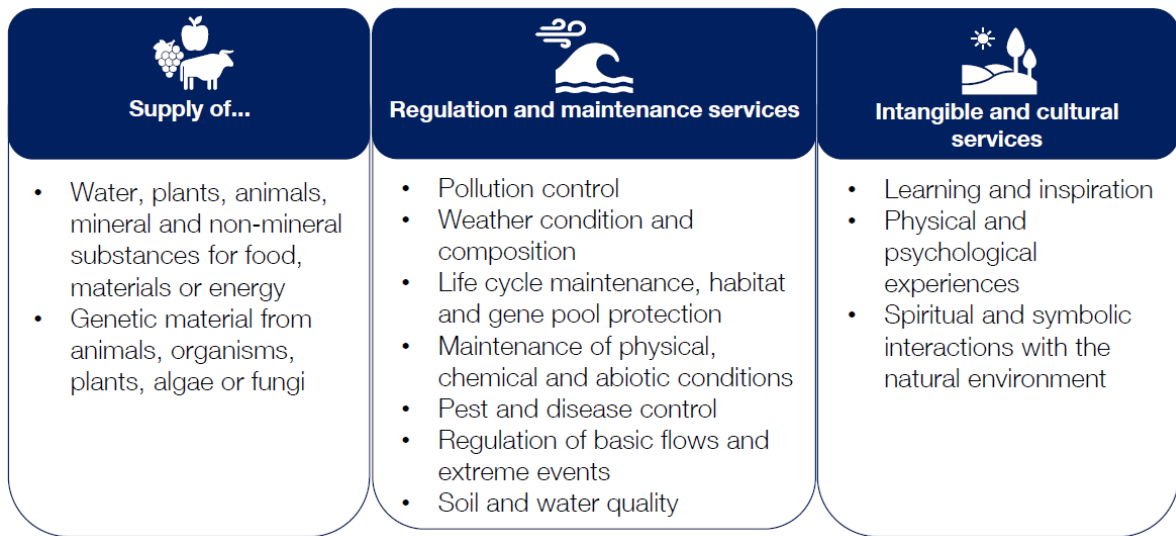 Supply of...
• Water, plants, animals,
mineral and non-mineral
substances for food,
materials or energy
• Genetic material from
animals, organisms,
plants, algae or fungi
Regulation and maintenance services
• Pollution control
• Weather condition and
composition
• Life cycle maintenance, habitat
and gene pool protection
• Maintenance of physical,
chemical and abiotic conditions
• Pest and disease control
• Regulation of basic flows and
extreme events
• Soil and water quality
Intangible and cultural
services
• Learning and inspiration
• Physical and
psychological
experiences
• Spiritual and symbolic
interactions with the
natural environment